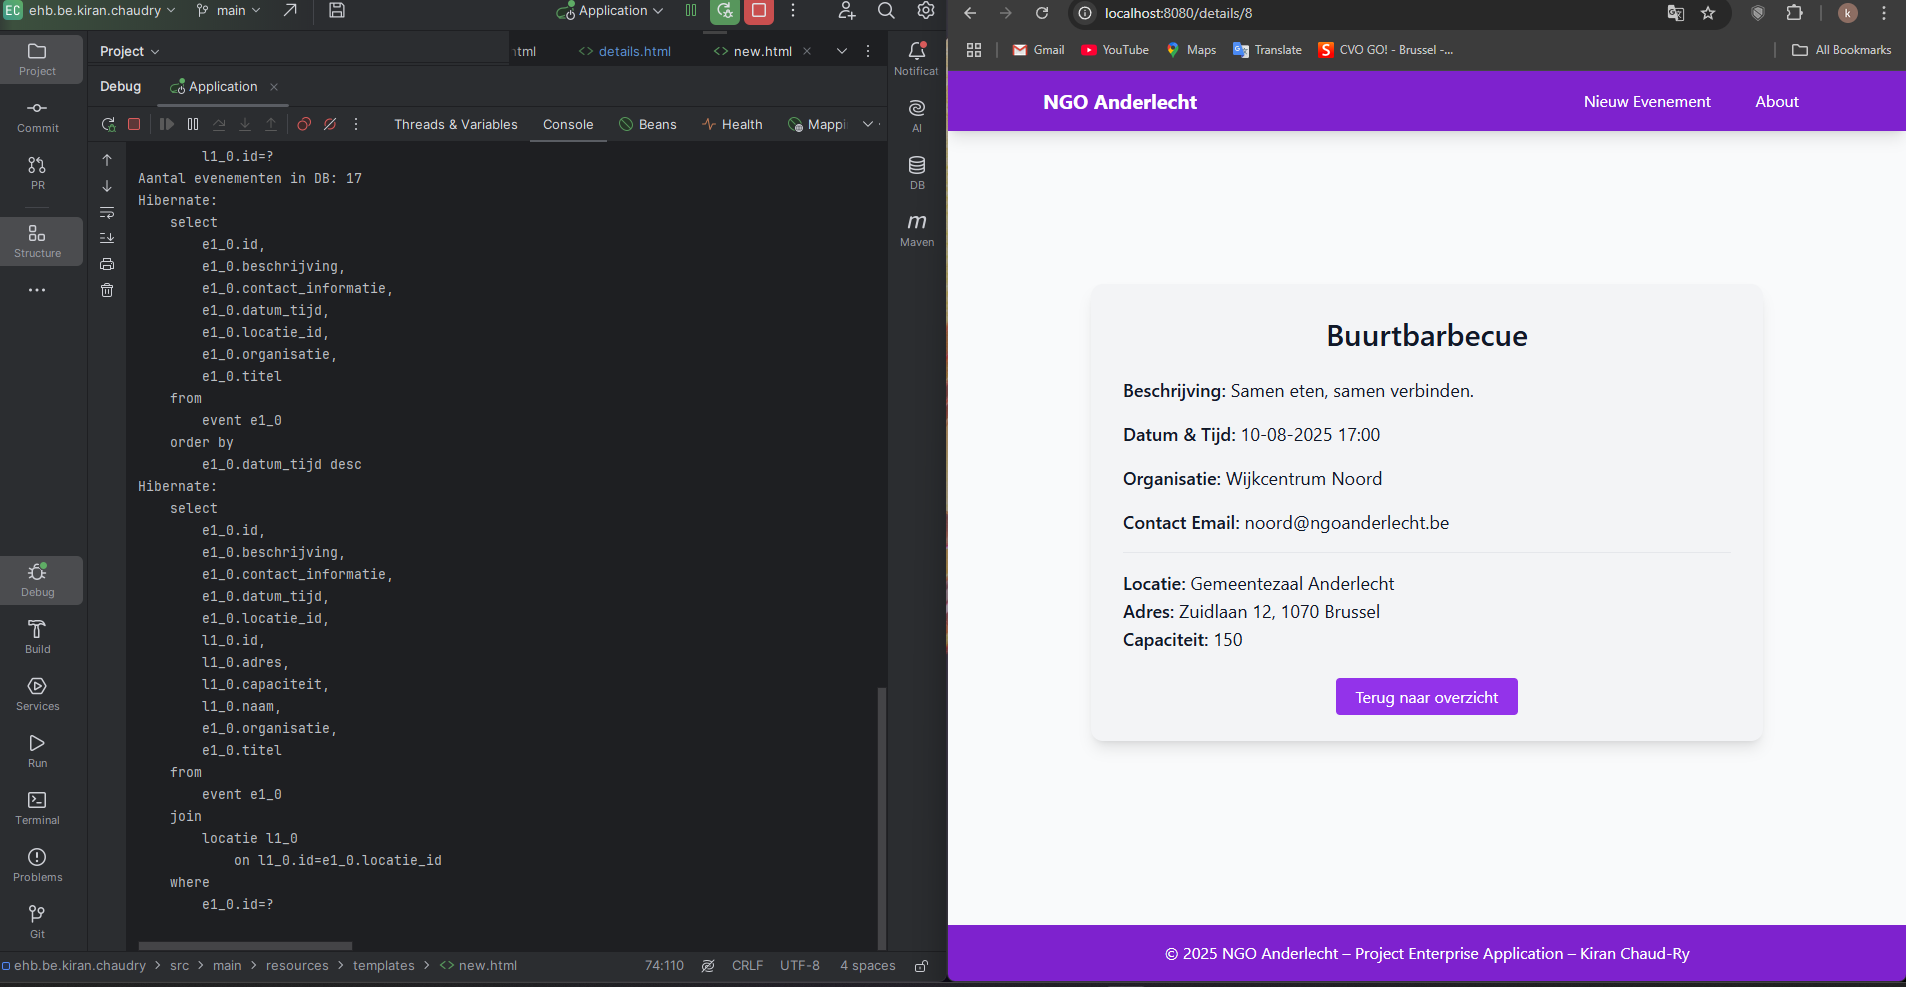 EC ehb.be.kiran.chaudry main Application
Project
Commit
PR
Structure
Debug
Build
Services
Run
Terminal
Problems
Git
Project html details.html new.html
Debug Application
Threads & Variables Console Beans Health Mappi
l1_0.id=?
Aantal evenementen in DB: 17
Hibernate:
select
e1_0.id,
e1_0.beschrijving,
e1_0.contact_informatie,
e1_0.datum_tijd,
e1_0.locatie_id,
e1_0.organisatie,
e1_0.titel
from
event e1_0
order by
e1_0.datum_tijd desc
Hibernate:
select
e1_0.id,
e1_0.beschrijving,
e1_0.contact_informatie,
e1_0.datum_tijd,
e1_0.locatie_id,
l1_0.id,
l1_0.adres,
l1_0.capaciteit,
l1_0.naam,
e1_0.organisatie,
e1_0.titel
from
event e1_0
join
locatie l1_0
on l1_0.id=e1_0.locatie_id
where
e1_0.id=?
Notificat
AI
DB
m
Maven
ehb.be.kiran.chaudry > src > main > resources > templates > <> new.html 74:110 CRLF UTF-8 4 spaces
localhost:8080/details/8
k
Gmail YouTube Maps Translate S CVO GO! - Brussel -... All Bookmarks
NGO Anderlecht Nieuw Evenement About
Buurtbarbecue
Beschrijving: Samen eten, samen verbinden.
Datum & Tijd: 10-08-2025 17:00
Organisatie: Wijkcentrum Noord
Contact Email: noord@ngoanderlecht.be
Locatie: Gemeentezaal Anderlecht
Adres: Zuidlaan 12, 1070 Brussel
Capaciteit: 150
Terug naar overzicht
© 2025 NGO Anderlecht – Project Enterprise Application – Kiran Chaud-Ry